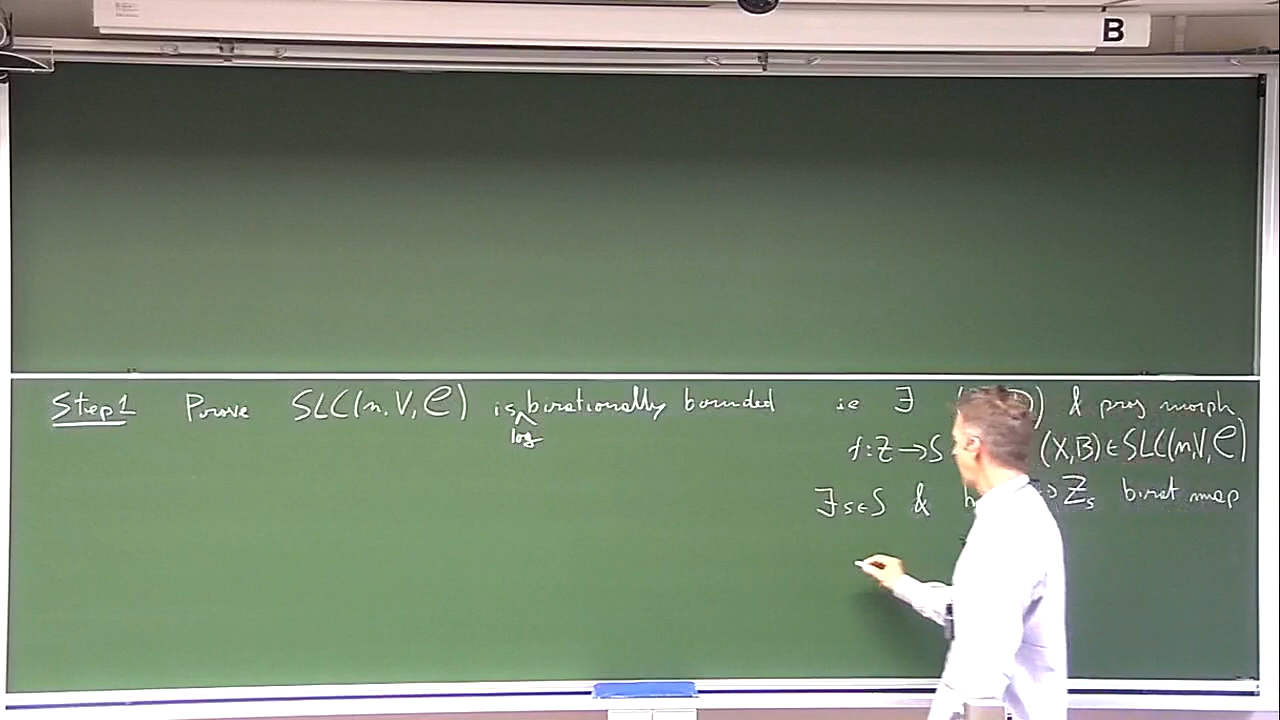 B
Step 1 Prove SLC(n, V, C) is log birationally bounded ie ∃ ) & proj morph
f: Z → S (X,B) ∈ SLC(n,V,C)
∃ s ∈ S & h Z_s birat map